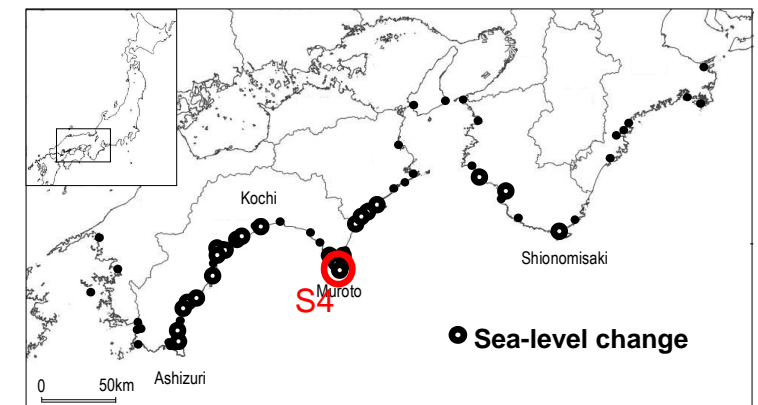 Kochi
Shionomisaki
Muroto
S4
Sea-level change
Ashizuri
0 50km